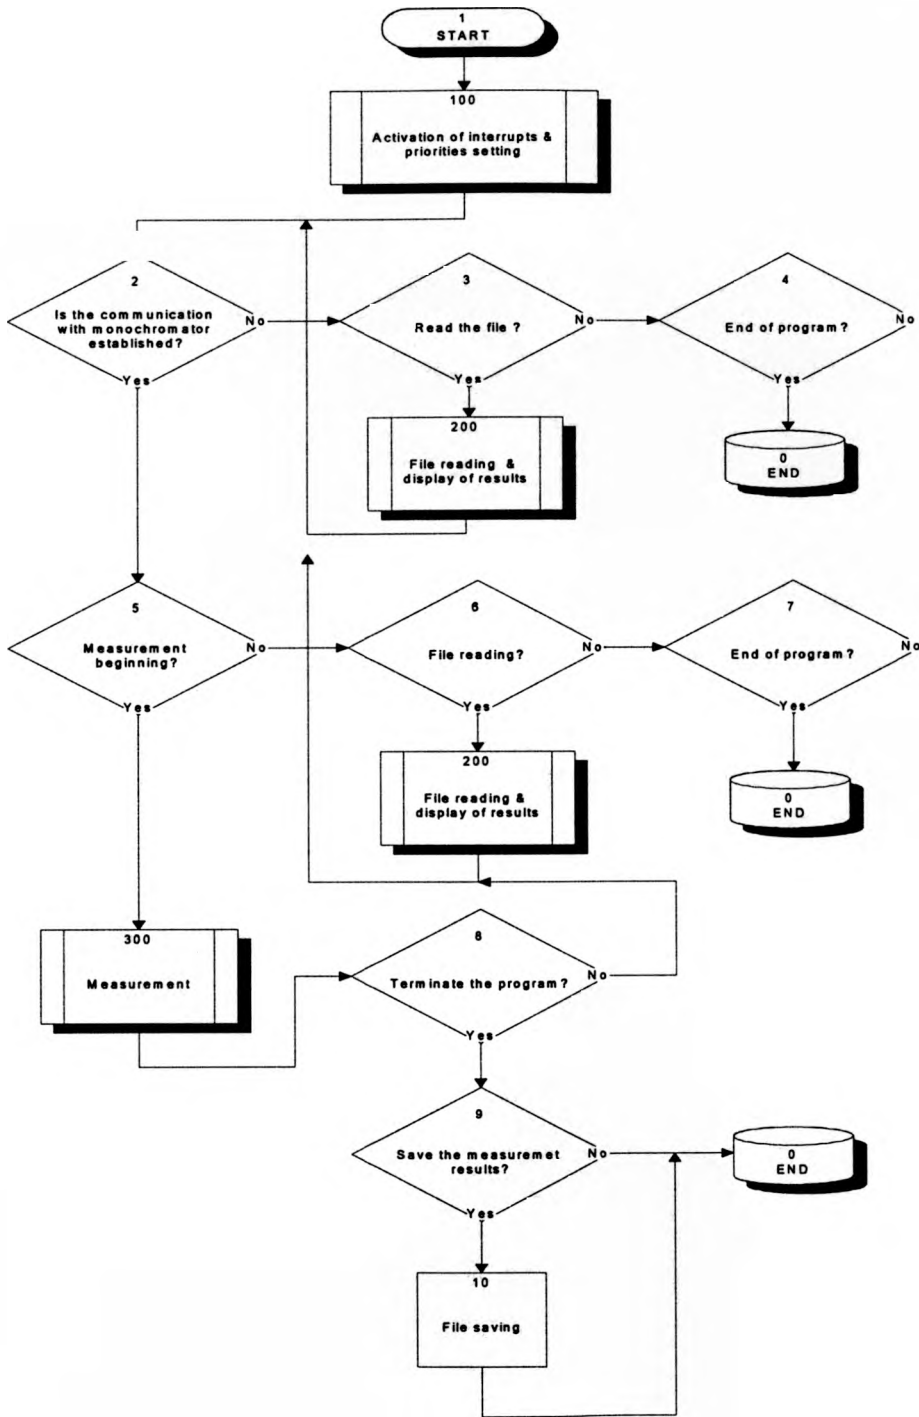 1
START
100
Activation of interrupts &
priorities setting
2
Is the communication
with monochromator
established?
No
Yes
3
Read the file ?
No
Yes
4
End of program?
No
Yes
200
File reading &
display of results
0
END
5
Measurement
beginning?
No
Yes
6
File reading?
No
Yes
7
End of program?
No
Yes
200
File reading &
display of results
0
END
300
Measurement
8
Terminate the program?
No
Yes
9
Save the measuremet
results?
No
Yes
0
END
10
File saving